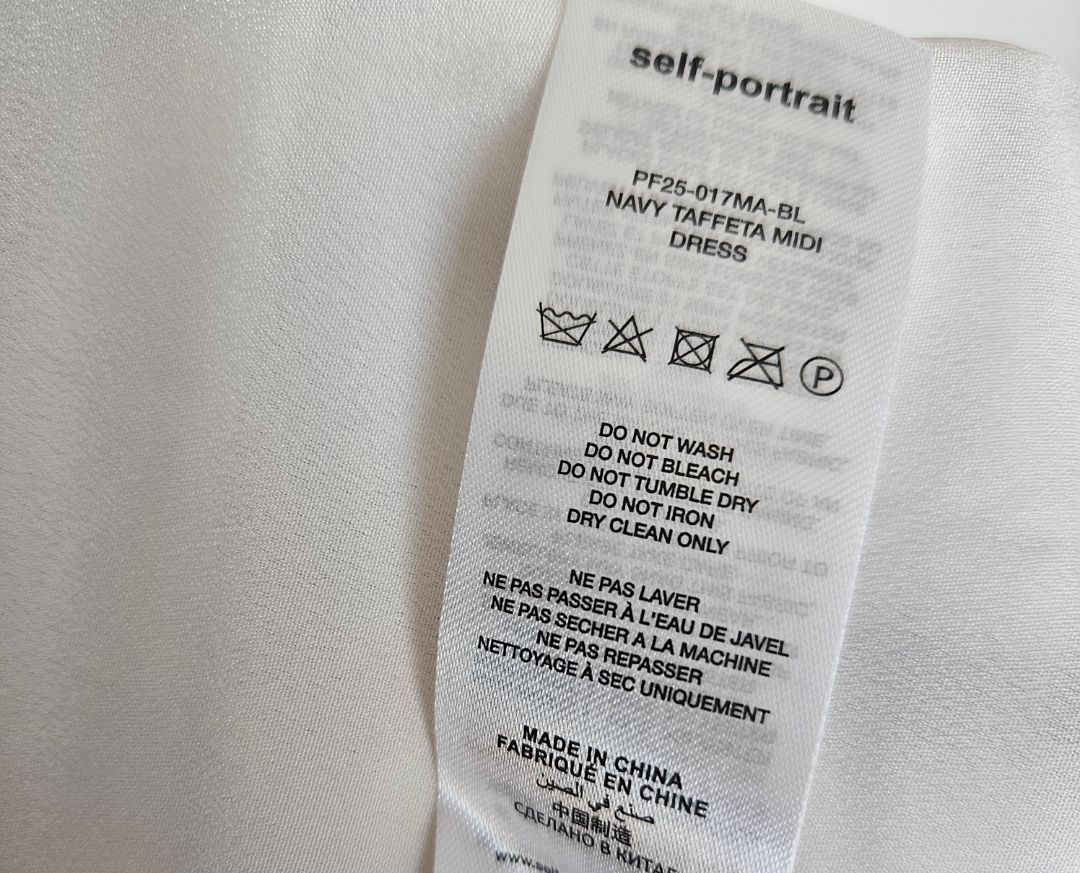 self-portrait
PF25-017MA-BL
NAVY TAFFETA MIDI
DRESS
P
DO NOT WASH
DO NOT BLEACH
DO NOT TUMBLE DRY
DO NOT IRON
DRY CLEAN ONLY
NE PAS LAVER
NE PAS PASSER À L'EAU DE JAVEL
NE PAS SECHER A LA MACHINE
NE PAS REPASSER
NETTOYAGE À SEC UNIQUEMENT
MADE IN CHINA
FABRIQUÉ EN CHINE
صنع في الصين
中国制造
СДЕЛАНО В